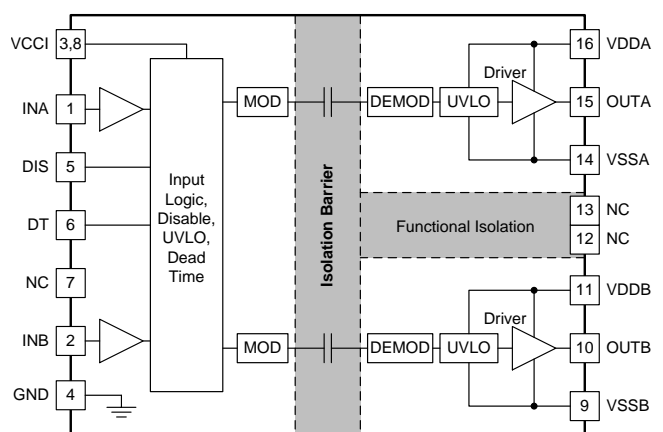 VCCI 3,8
INA 1
DIS 5
DT 6
NC 7
INB 2
GND 4
Input
Logic,
Disable,
UVLO,
Dead
Time
MOD
MOD
Isolation Barrier
DEMOD
UVLO
Driver
16 VDDA
15 OUTA
14 VSSA
Functional Isolation
13 NC
12 NC
DEMOD
UVLO
Driver
11 VDDB
10 OUTB
9 VSSB